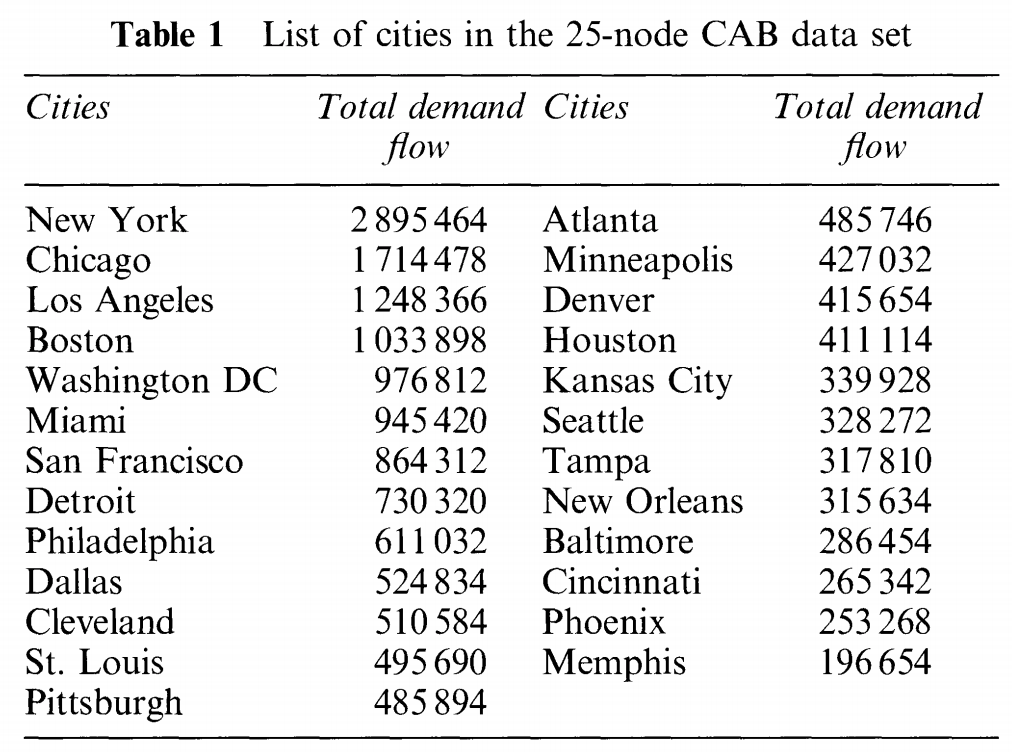 Table 1 List of cities in the 25-node CAB data set
Cities Total demand flow Cities Total demand flow
New York 2 895 464 Atlanta 485 746
Chicago 1 714 478 Minneapolis 427 032
Los Angeles 1 248 366 Denver 415 654
Boston 1 033 898 Houston 411 114
Washington DC 976 812 Kansas City 339 928
Miami 945 420 Seattle 328 272
San Francisco 864 312 Tampa 317 810
Detroit 730 320 New Orleans 315 634
Philadelphia 611 032 Baltimore 286 454
Dallas 524 834 Cincinnati 265 342
Cleveland 510 584 Phoenix 253 268
St. Louis 495 690 Memphis 196 654
Pittsburgh 485 894